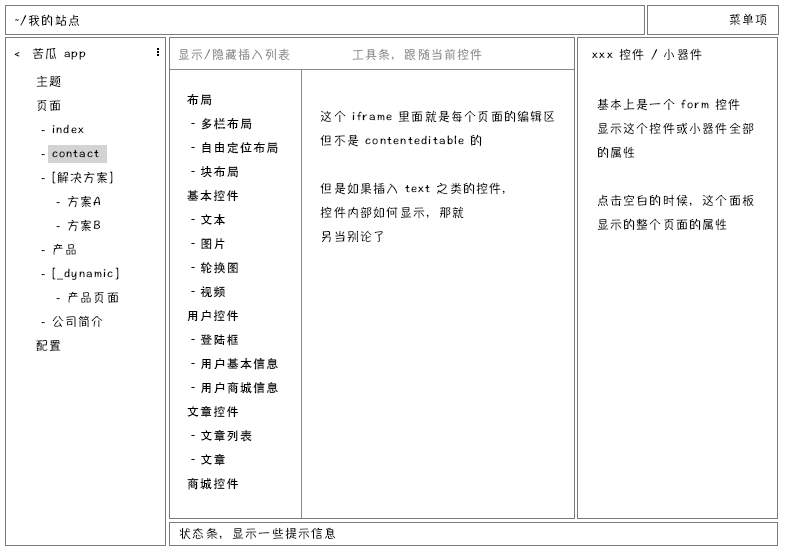 ~/我的站点
菜单项
< 苦瓜 app
主题
页面
- index
- contact
- [解决方案]
- 方案A
- 方案B
- 产品
- [_dynamic]
- 产品页面
- 公司简介
配置
显示/隐藏插入列表
工具条，跟随当前控件
布局
- 多栏布局
- 自由定位布局
- 块布局
基本控件
- 文本
- 图片
- 轮换图
- 视频
用户控件
- 登陆框
- 用户基本信息
- 用户商城信息
文章控件
- 文章列表
- 文章
商城控件
这个 iframe 里面就是每个页面的编辑区
但不是 contenteditable 的
但是如果插入 text 之类的控件，
控件内部如何显示，那就
另当别论了
xxx 控件 / 小器件
基本上是一个 form 控件
显示这个控件或小器件全部
的属性
点击空白的时候，这个面板
显示的整个页面的属性
状态条，显示一些提示信息